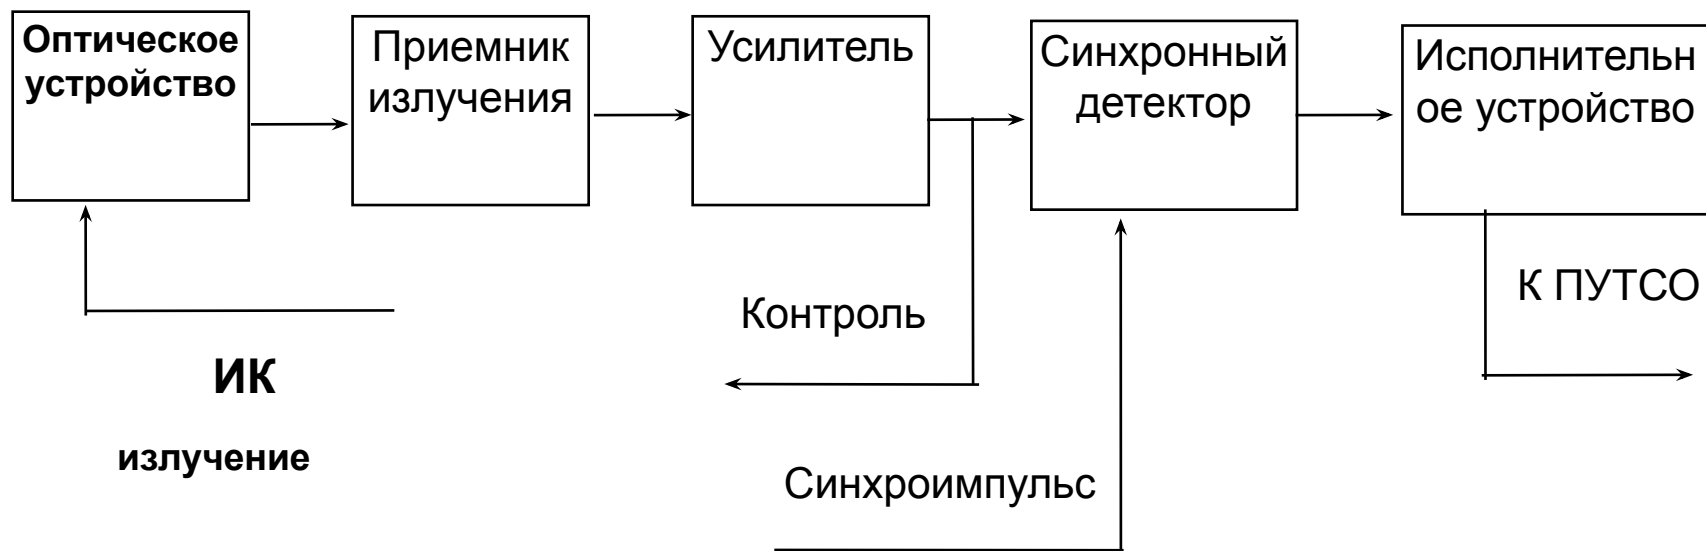 Оптическое
устройство
Приемник
излучения
Усилитель
Синхронный
детектор
Исполнительн
ое устройство
К ПУТСО
Контроль
ИК
излучение
Синхроимпульс